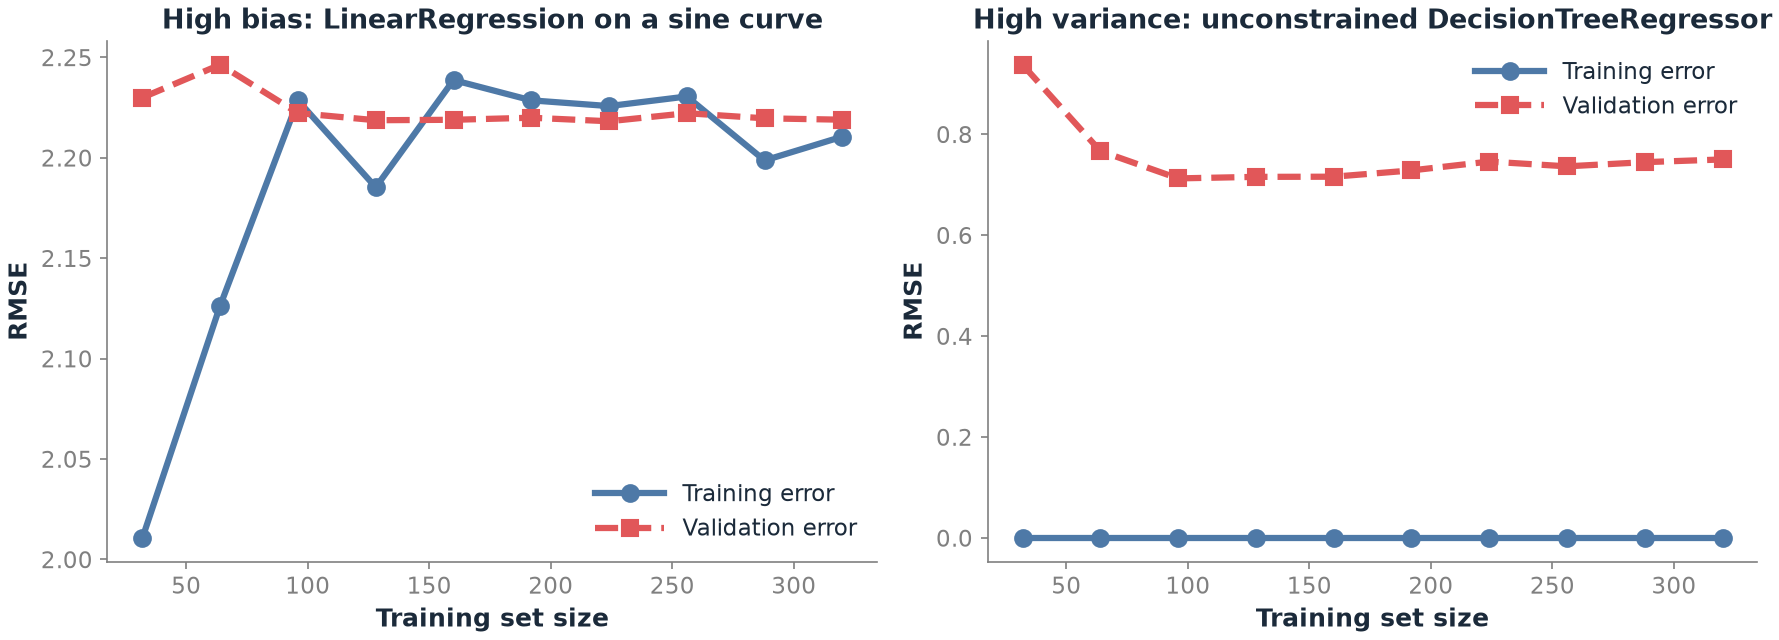 High bias: LinearRegression on a sine curve
2.25
2.20
2.15
2.10
2.05
2.00
RMSE
50 100 150 200 250 300
Training set size
Training error
Validation error
High variance: unconstrained DecisionTreeRegressor
0.8
0.6
0.4
0.2
0.0
RMSE
50 100 150 200 250 300
Training set size
Training error
Validation error